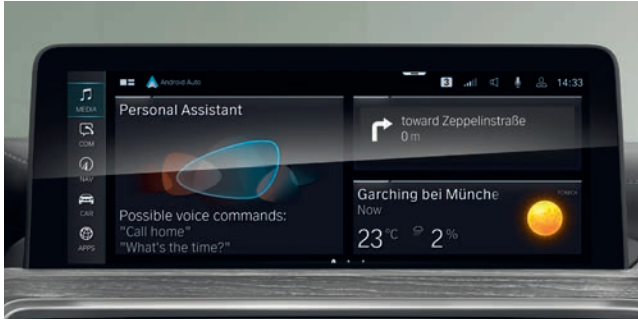 Android Auto
3
14:33
MEDIA
COM
NAV
CAR
APPS
Personal Assistant
Possible voice commands:
"Call home"
"What's the time?"
toward Zeppelinstraße
0 m
Garching bei Münche
Now
23°C
2%